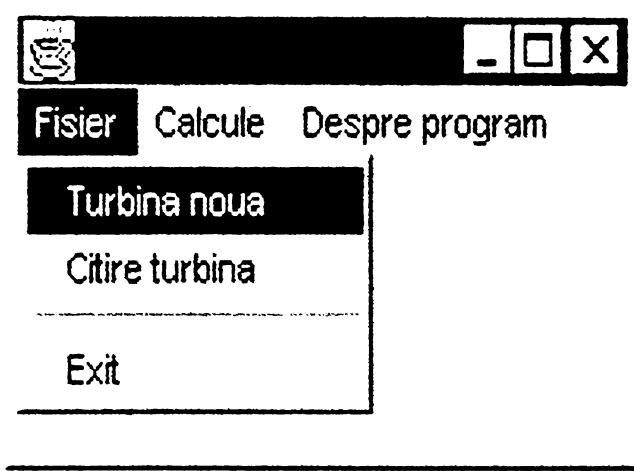 Fisier Calcule Despre program
Turbina noua
Citire turbina
Exit